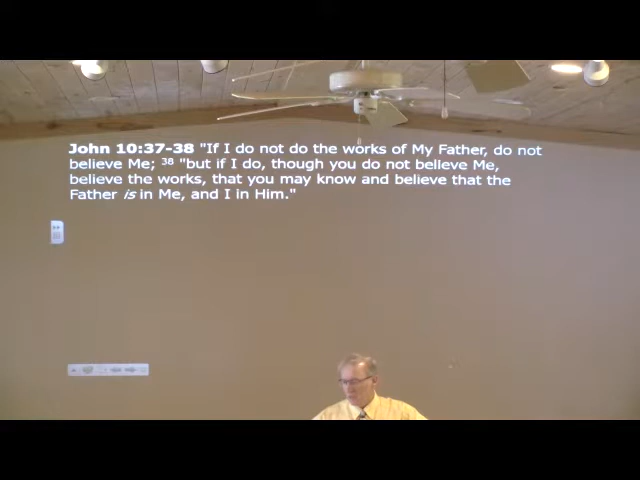 John 10:37-38 "If I do not do the works of My Father, do not
believe Me; ³⁸ "but if I do, though you do not believe Me,
believe the works, that you may know and believe that the
Father is in Me, and I in Him."